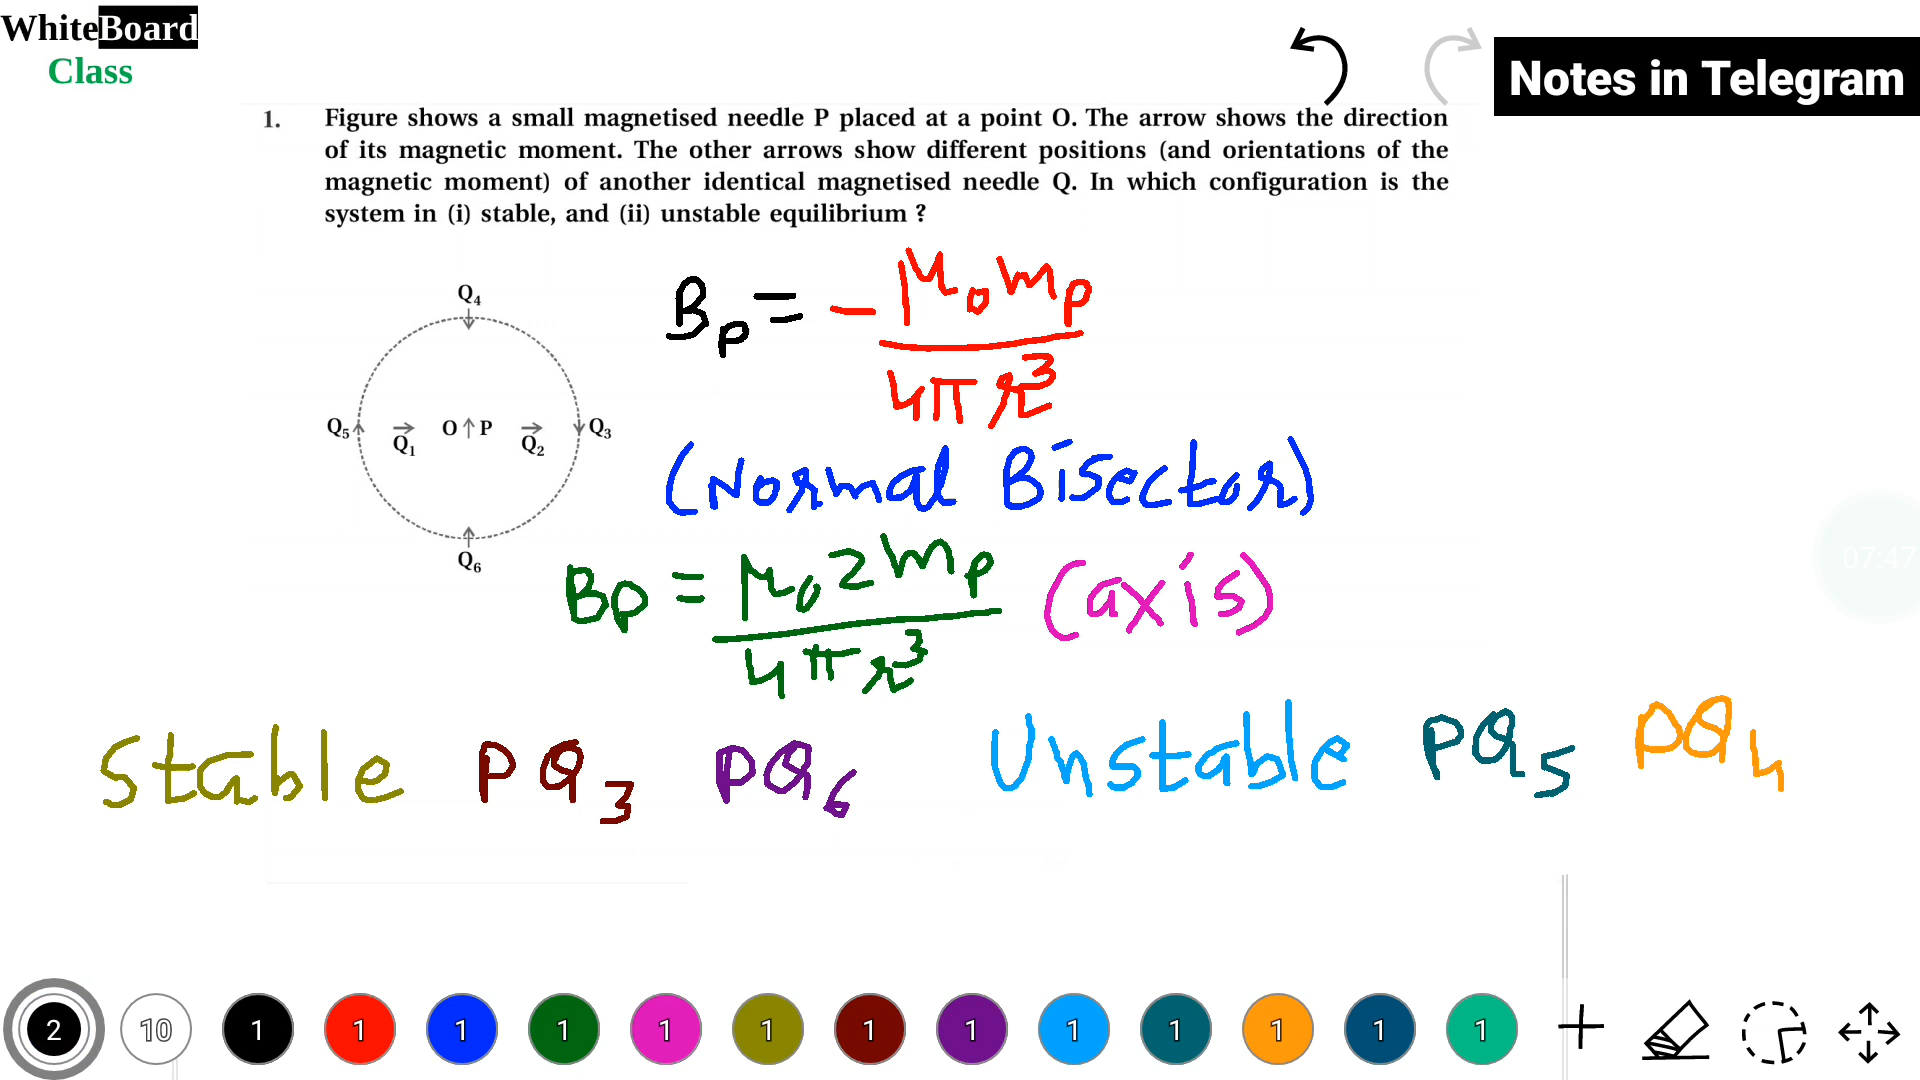 WhiteBoard
Class
Notes in Telegram
1. Figure shows a small magnetised needle P placed at a point O. The arrow shows the direction
of its magnetic moment. The other arrows show different positions (and orientations of the
magnetic moment) of another identical magnetised needle Q. In which configuration is the
system in (i) stable, and (ii) unstable equilibrium ?
Q₄
Q₅ Q₁ O P Q₂ Q₃
Q₆
Bₚ = - μ₀mₚ / 4πr³
(Normal Bisector)
Bₚ = μ₀2mₚ / 4πr³ (axis)
07:47
Stable PQ₃ PQ₆ Unstable PQ₅ PQ₄
2 10 1 1 1 1 1 1 1 1 1 1 1 1 1